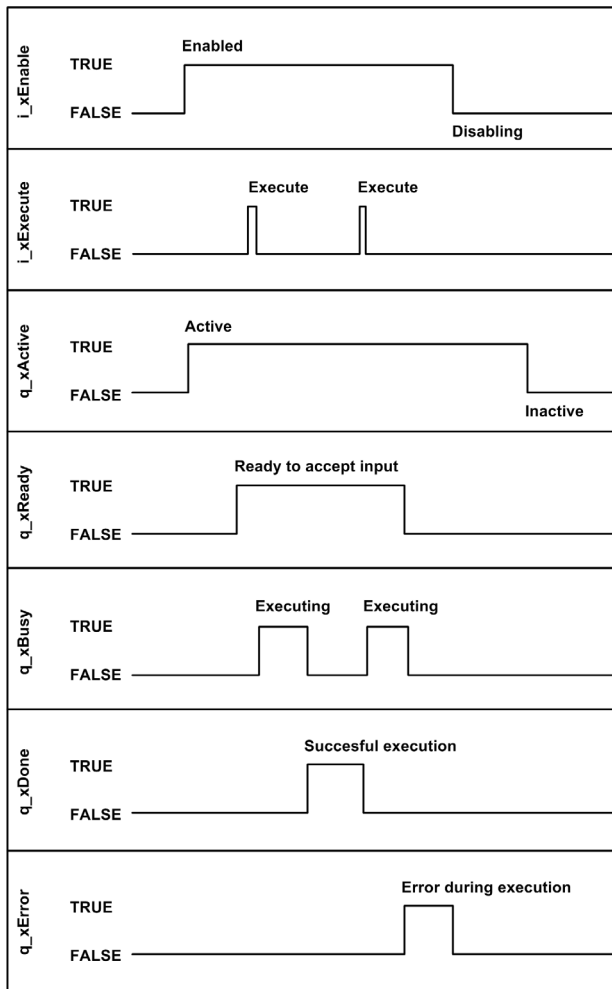 i_xEnable
Enabled
TRUE
FALSE
Disabling
i_xExecute
Execute Execute
TRUE
FALSE
q_xActive
Active
TRUE
FALSE
Inactive
q_xReady
Ready to accept input
TRUE
FALSE
q_xBusy
Executing Executing
TRUE
FALSE
q_xDone
Succesful execution
TRUE
FALSE
q_xError
Error during execution
TRUE
FALSE